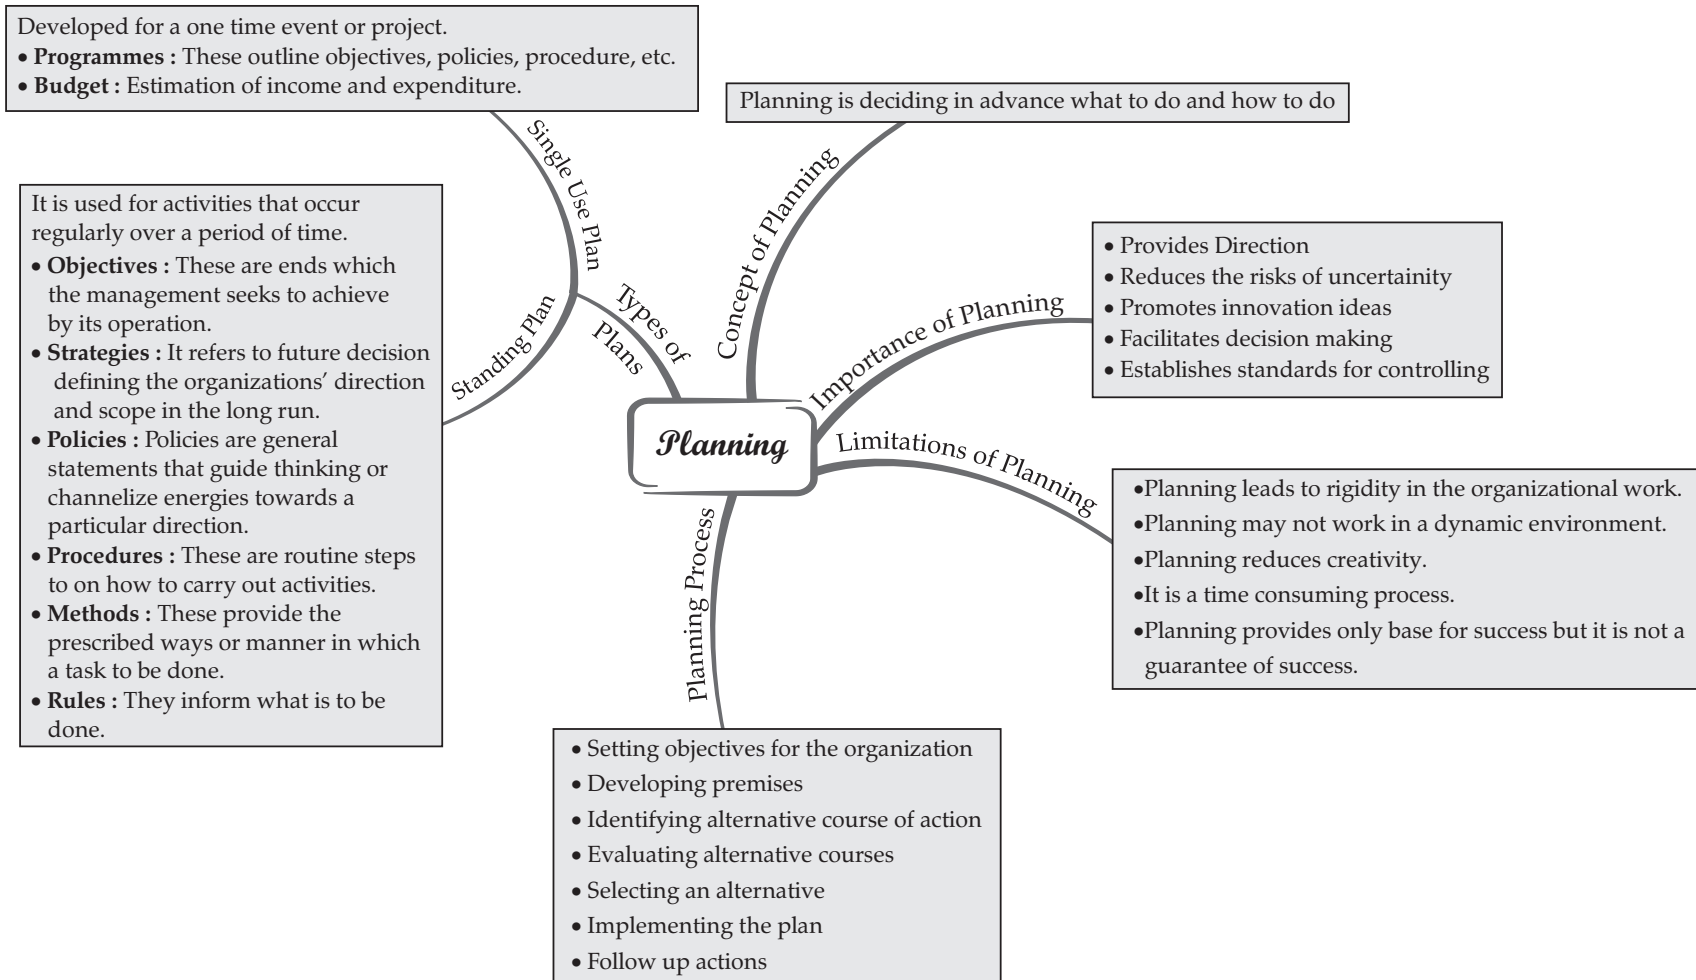 Developed for a one time event or project.
• Programmes : These outline objectives, policies, procedure, etc.
• Budget : Estimation of income and expenditure.
Single Use Plan
Planning is deciding in advance what to do and how to do
Concept of Planning
It is used for activities that occur
regularly over a period of time.
• Objectives : These are ends which
the management seeks to achieve
by its operation.
• Strategies : It refers to future decision
defining the organizations' direction
and scope in the long run.
• Policies : Policies are general
statements that guide thinking or
channelize energies towards a
particular direction.
• Procedures : These are routine steps
to on how to carry out activities.
• Methods : These provide the
prescribed ways or manner in which
a task to be done.
• Rules : They inform what is to be
done.
Standing Plan
Types of
Plans
Importance of Planning
• Provides Direction
• Reduces the risks of uncertainity
• Promotes innovation ideas
• Facilitates decision making
• Establishes standards for controlling
Planning
Limitations of Planning
•Planning leads to rigidity in the organizational work.
•Planning may not work in a dynamic environment.
•Planning reduces creativity.
•It is a time consuming process.
•Planning provides only base for success but it is not a
guarantee of success.
Planning Process
• Setting objectives for the organization
• Developing premises
• Identifying alternative course of action
• Evaluating alternative courses
• Selecting an alternative
• Implementing the plan
• Follow up actions